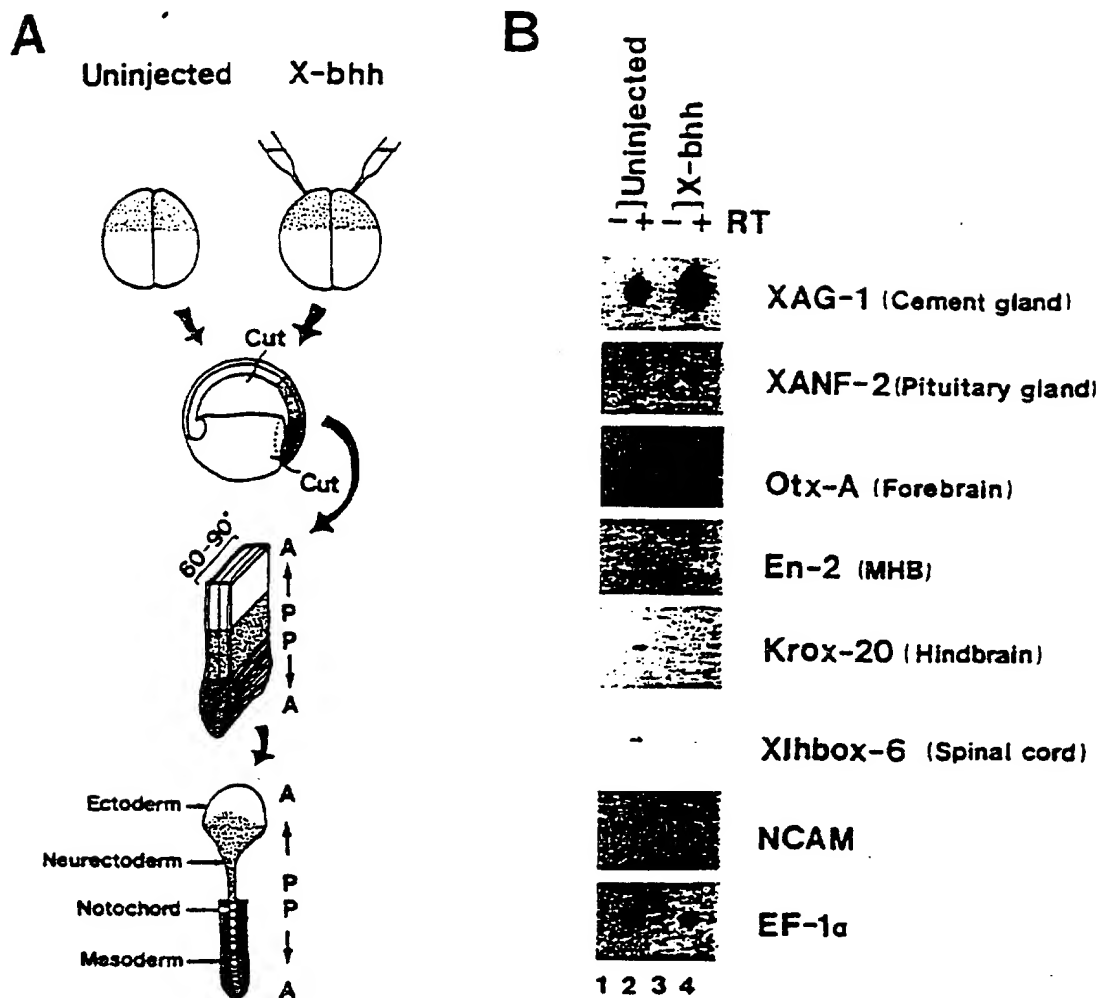 A
Uninjected X-bhh
Cut
Cut
60-90°
A
P
P
A
Ectoderm
Neurectoderm
Notochord
Mesoderm
A
P
P
A
B
-]Uninjected
+
-]X-bhh
+
RT
XAG-1 (Cement gland)
XANF-2 (Pituitary gland)
Otx-A (Forebrain)
En-2 (MHB)
Krox-20 (Hindbrain)
Xlhbox-6 (Spinal cord)
NCAM
EF-1α
1 2 3 4